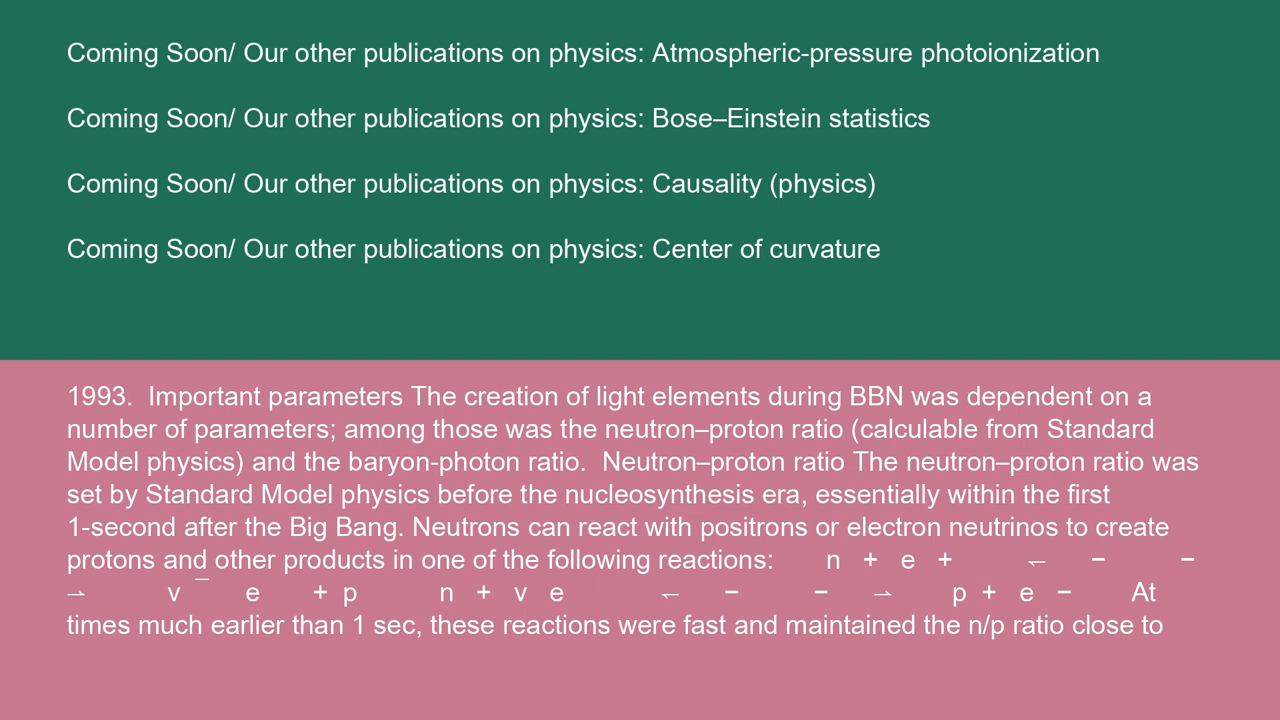 Coming Soon/ Our other publications on physics: Atmospheric-pressure photoionization
Coming Soon/ Our other publications on physics: Bose–Einstein statistics
Coming Soon/ Our other publications on physics: Causality (physics)
Coming Soon/ Our other publications on physics: Center of curvature
1993.  Important parameters The creation of light elements during BBN was dependent on a
number of parameters; among those was the neutron–proton ratio (calculable from Standard
Model physics) and the baryon-photon ratio.  Neutron–proton ratio The neutron–proton ratio was
set by Standard Model physics before the nucleosynthesis era, essentially within the first
1-second after the Big Bang. Neutrons can react with positrons or electron neutrinos to create
protons and other products in one of the following reactions:  n + e + ↽ − −
⇀ ν ¯ e + p n + ν e ↽ − − ⇀ p + e − At
times much earlier than 1 sec, these reactions were fast and maintained the n/p ratio close to